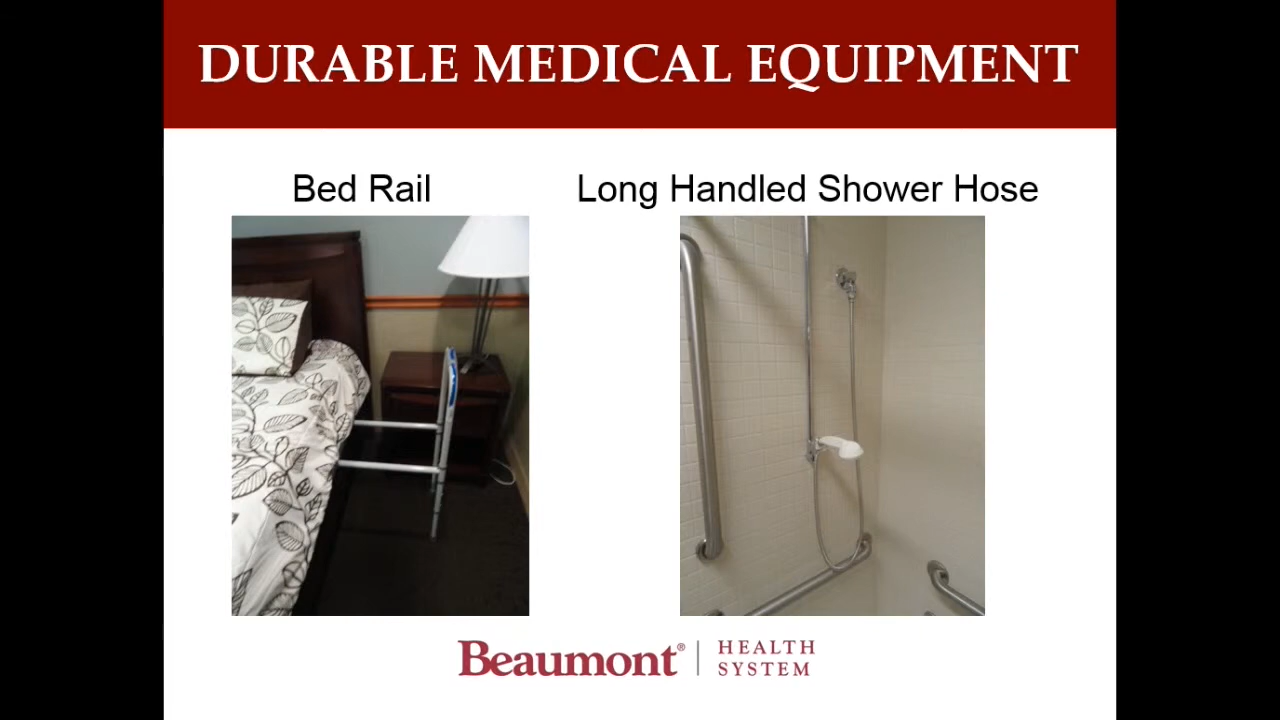 DURABLE MEDICAL EQUIPMENT
Bed Rail
Long Handled Shower Hose
Beaumont® | HEALTH
SYSTEM